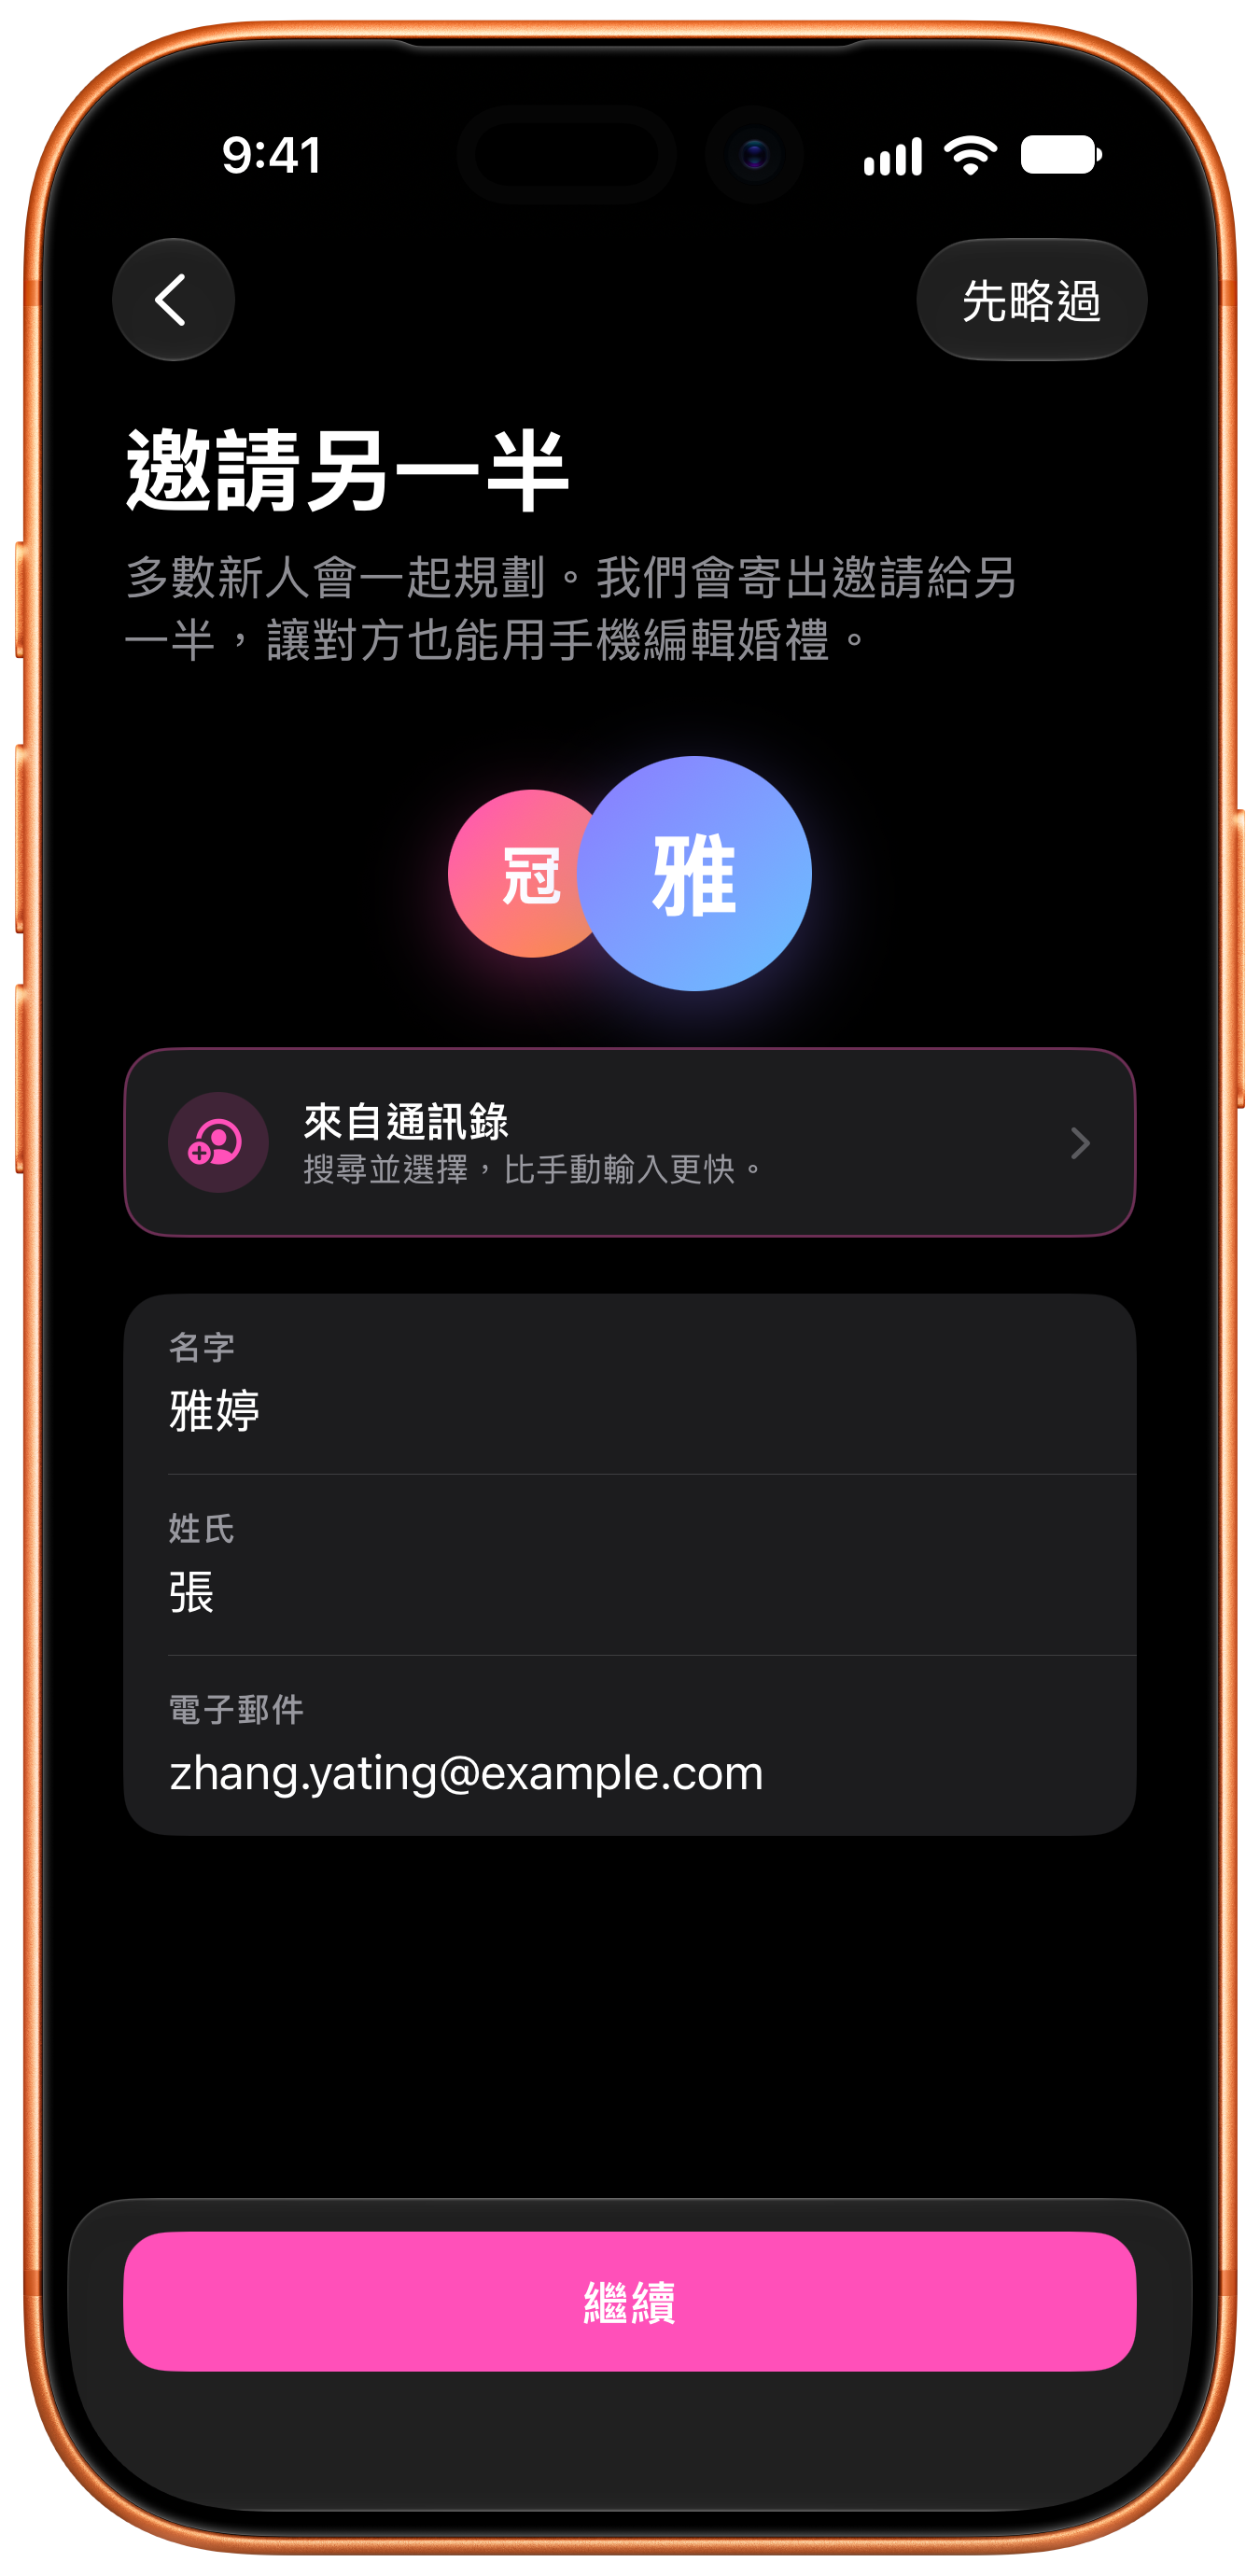 9:41
先略過
邀請另一半
多數新人會一起規劃。我們會寄出邀請給另
一半，讓對方也能用手機編輯婚禮。
冠
雅
來自通訊錄
搜尋並選擇，比手動輸入更快。
名字
雅婷
姓氏
張
電子郵件
zhang.yating@example.com
繼續